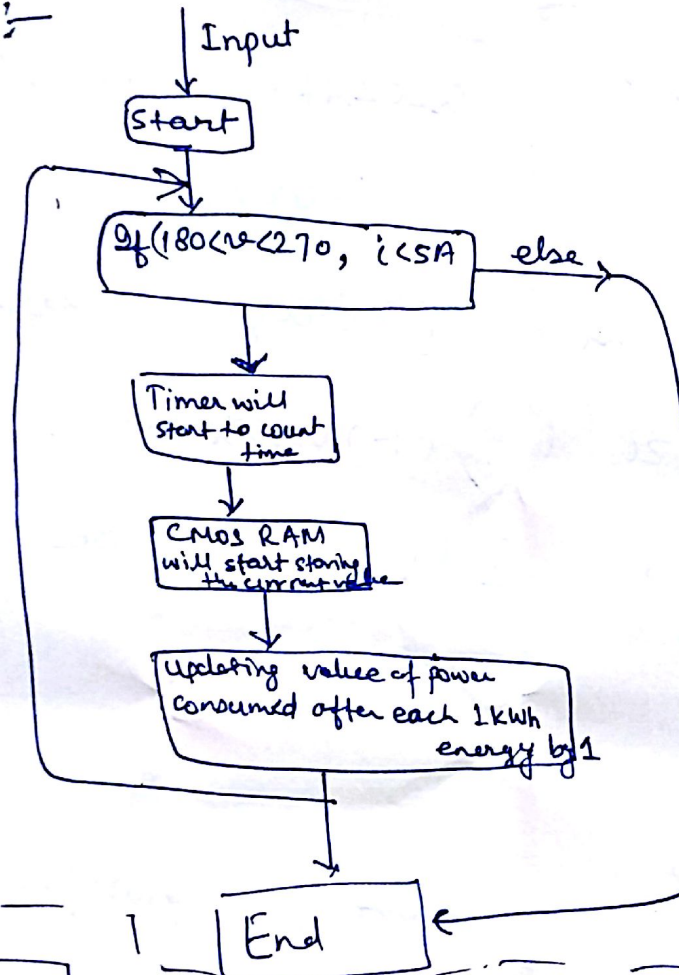 Input
Start
If(180<v<270, i<5A
else
Timer will
start to count
time
CMOS RAM
will start storing
the current value
updating value of power
consumed after each 1kWh
energy by 1
End